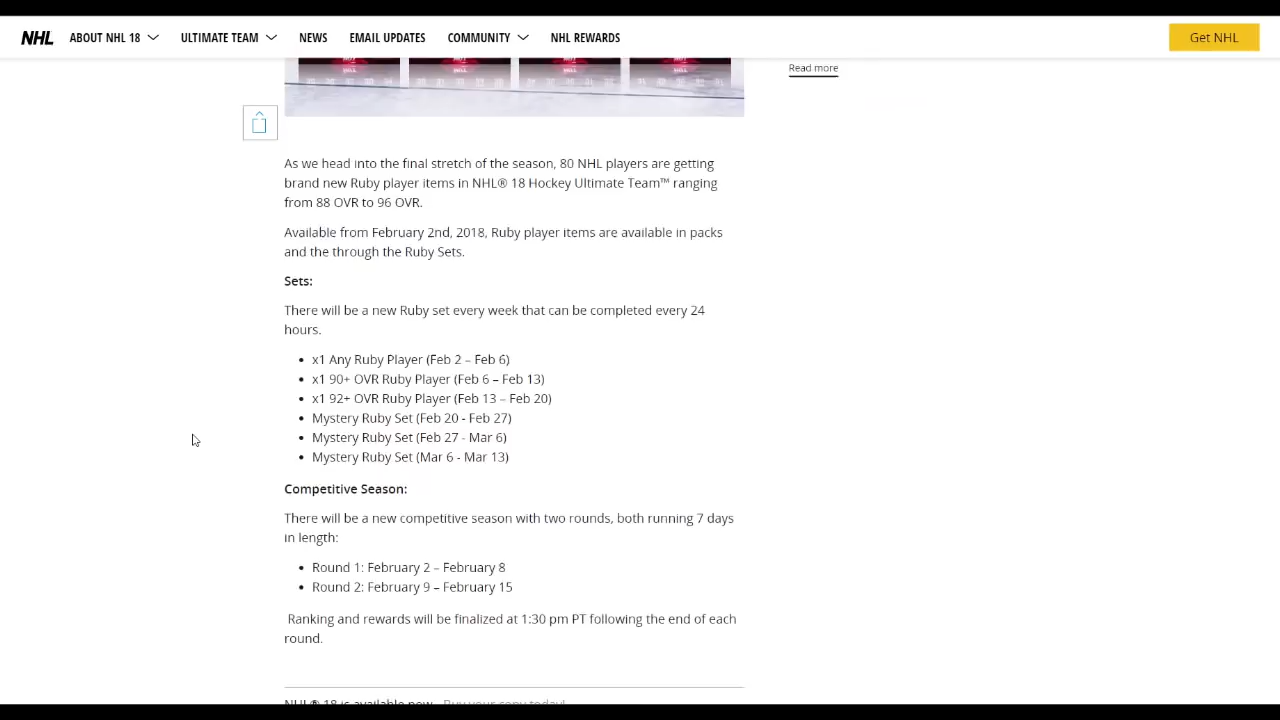 NHL ABOUT NHL 18 ULTIMATE TEAM NEWS EMAIL UPDATES COMMUNITY NHL REWARDS Get NHL
Read more
As we head into the final stretch of the season, 80 NHL players are getting
brand new Ruby player items in NHL® 18 Hockey Ultimate Team™ ranging
from 88 OVR to 96 OVR.
Available from February 2nd, 2018, Ruby player items are available in packs
and the through the Ruby Sets.
Sets:
There will be a new Ruby set every week that can be completed every 24
hours.
• x1 Any Ruby Player (Feb 2 – Feb 6)
• x1 90+ OVR Ruby Player (Feb 6 – Feb 13)
• x1 92+ OVR Ruby Player (Feb 13 – Feb 20)
• Mystery Ruby Set (Feb 20 - Feb 27)
• Mystery Ruby Set (Feb 27 - Mar 6)
• Mystery Ruby Set (Mar 6 - Mar 13)
Competitive Season:
There will be a new competitive season with two rounds, both running 7 days
in length:
• Round 1: February 2 – February 8
• Round 2: February 9 – February 15
Ranking and rewards will be finalized at 1:30 pm PT following the end of each
round.
NHL® 18 is available now. Buy your copy today!